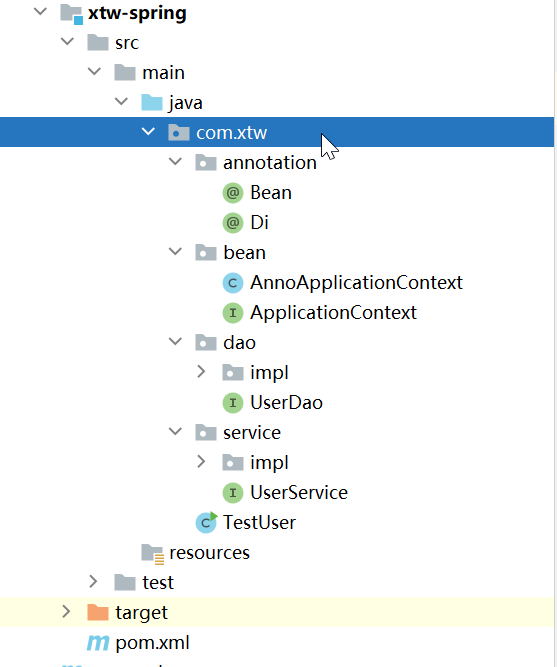 xtw-spring
src
main
java
com.xtw
annotation
@ Bean
@ Di
bean
C AnnoApplicationContext
I ApplicationContext
dao
impl
I UserDao
service
impl
I UserService
C TestUser
resources
test
target
m pom.xml